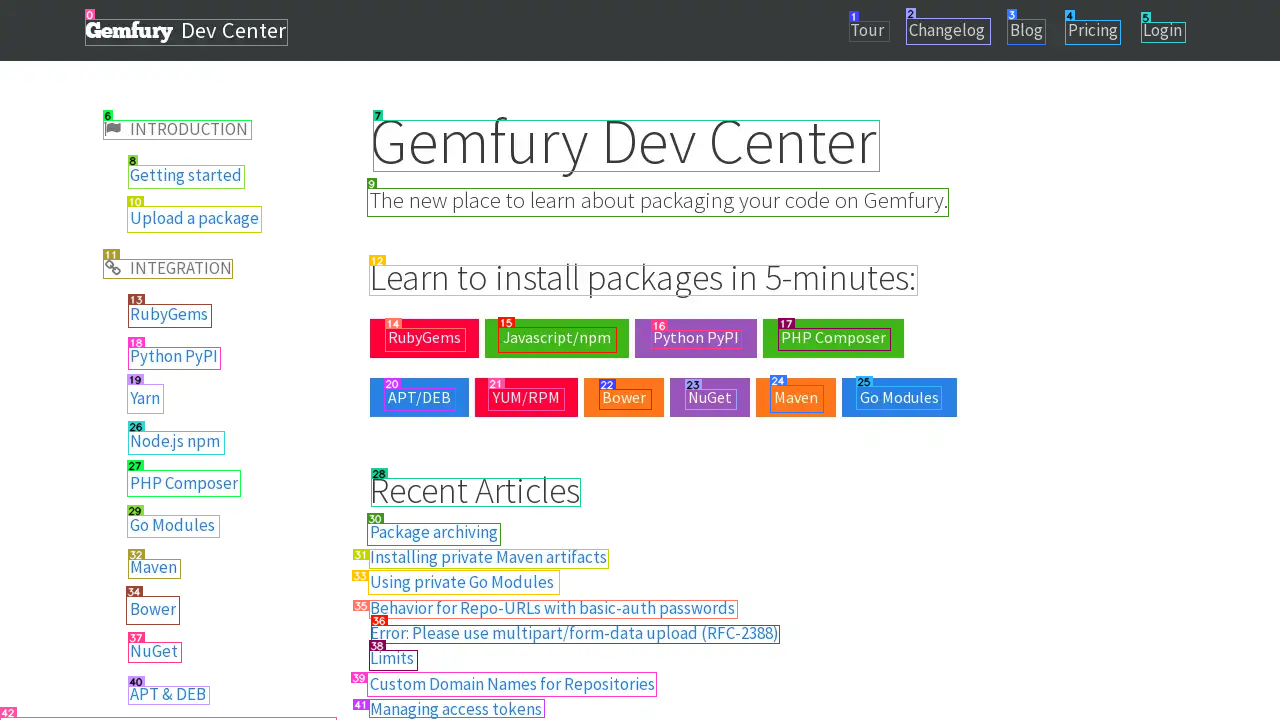 Gemfury Dev Center
Tour
Changelog
Blog
Pricing
Login
INTRODUCTION
Getting started
Upload a package
INTEGRATION
RubyGems
Python PyPI
Yarn
Node.js npm
PHP Composer
Go Modules
Maven
Bower
NuGet
APT & DEB
Gemfury Dev Center
The new place to learn about packaging your code on Gemfury.
Learn to install packages in 5-minutes:
RubyGems
Javascript/npm
Python PyPI
PHP Composer
APT/DEB
YUM/RPM
Bower
NuGet
Maven
Go Modules
Recent Articles
Package archiving
Installing private Maven artifacts
Using private Go Modules
Behavior for Repo-URLs with basic-auth passwords
Error: Please use multipart/form-data upload (RFC-2388)
Limits
Custom Domain Names for Repositories
Managing access tokens
0
1
2
3
4
5
6
7
8
9
10
11
12
13
14
15
16
17
18
19
20
21
22
23
24
25
26
27
28
29
30
31
32
33
34
35
36
37
38
39
40
41
42